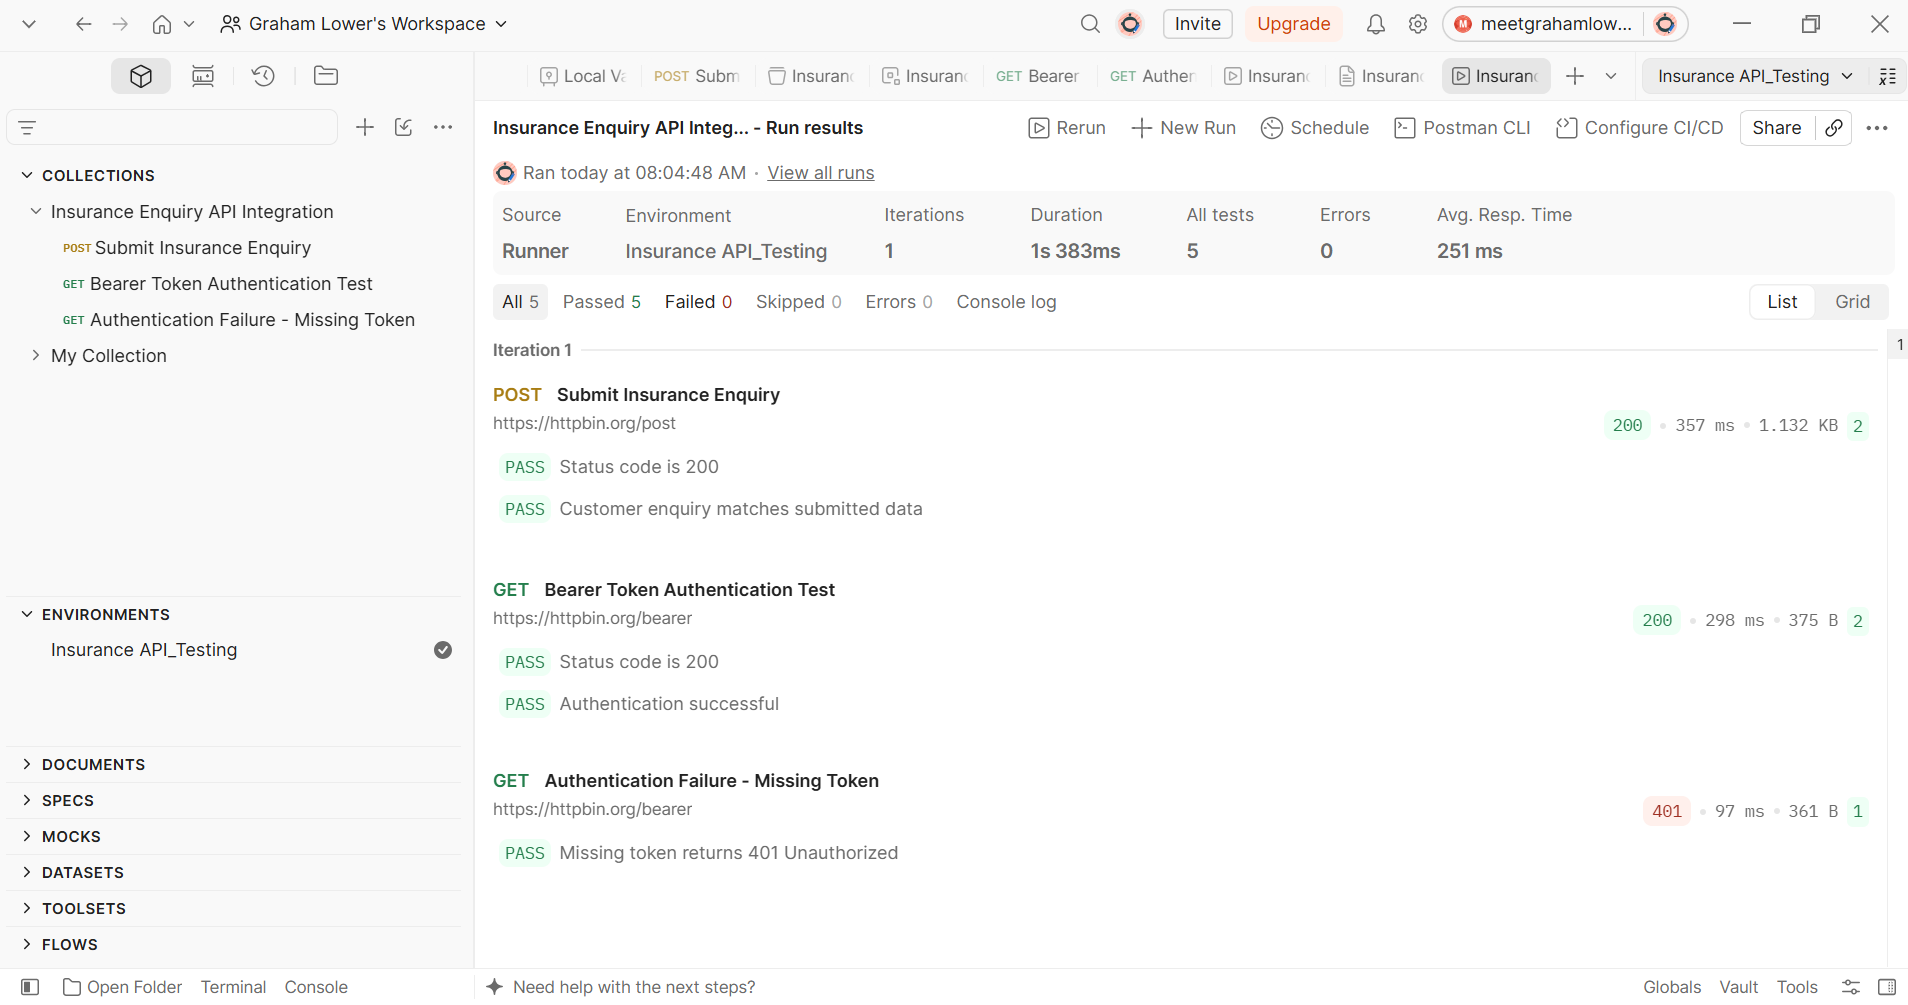 Graham Lower's Workspace
Invite
Upgrade
M
meetgrahamlow...
Local Va
POST Subm
Insuranc
Insuranc
GET Bearer
GET Auther
Insuranc
Insuranc
Insuranc
Insurance API_Testing
Insurance Enquiry API Integ... - Run results
Rerun
New Run
Schedule
Postman CLI
Configure CI/CD
Share
COLLECTIONS
Insurance Enquiry API Integration
POST Submit Insurance Enquiry
GET Bearer Token Authentication Test
GET Authentication Failure - Missing Token
My Collection
ENVIRONMENTS
Insurance API_Testing
DOCUMENTS
SPECS
MOCKS
DATASETS
TOOLSETS
FLOWS
Ran today at 08:04:48 AM · View all runs
Source Environment Iterations Duration All tests Errors Avg. Resp. Time
Runner Insurance API_Testing 1 1s 383ms 5 0 251 ms
All 5 Passed 5 Failed 0 Skipped 0 Errors 0 Console log
List Grid
Iteration 1
1
POST Submit Insurance Enquiry
https://httpbin.org/post
200 • 357 ms • 1.132 KB 2
PASS Status code is 200
PASS Customer enquiry matches submitted data
GET Bearer Token Authentication Test
https://httpbin.org/bearer
200 • 298 ms • 375 B 2
PASS Status code is 200
PASS Authentication successful
GET Authentication Failure - Missing Token
https://httpbin.org/bearer
401 • 97 ms • 361 B 1
PASS Missing token returns 401 Unauthorized
Open Folder Terminal Console
Need help with the next steps?
Globals Vault Tools